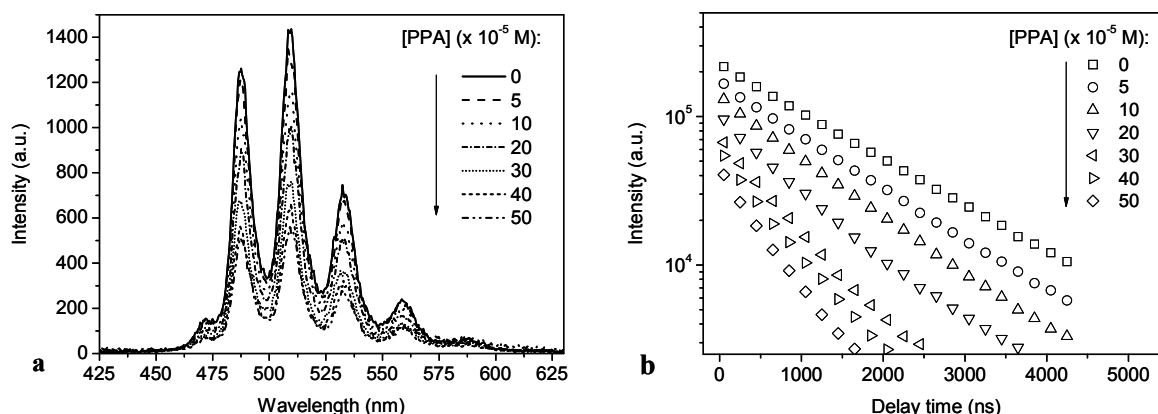 [PPA] (x 10⁻⁵ M):
0
5
10
20
30
40
50
1400
1200
1000
800
600
400
200
0
Intensity (a.u.)
425 450 475 500 525 550 575 600 625
Wavelength (nm)
a
[PPA] (x 10⁻⁵ M):
0
5
10
20
30
40
50
10⁵
10⁴
Intensity (a.u.)
0 1000 2000 3000 4000 5000
Delay time (ns)
b